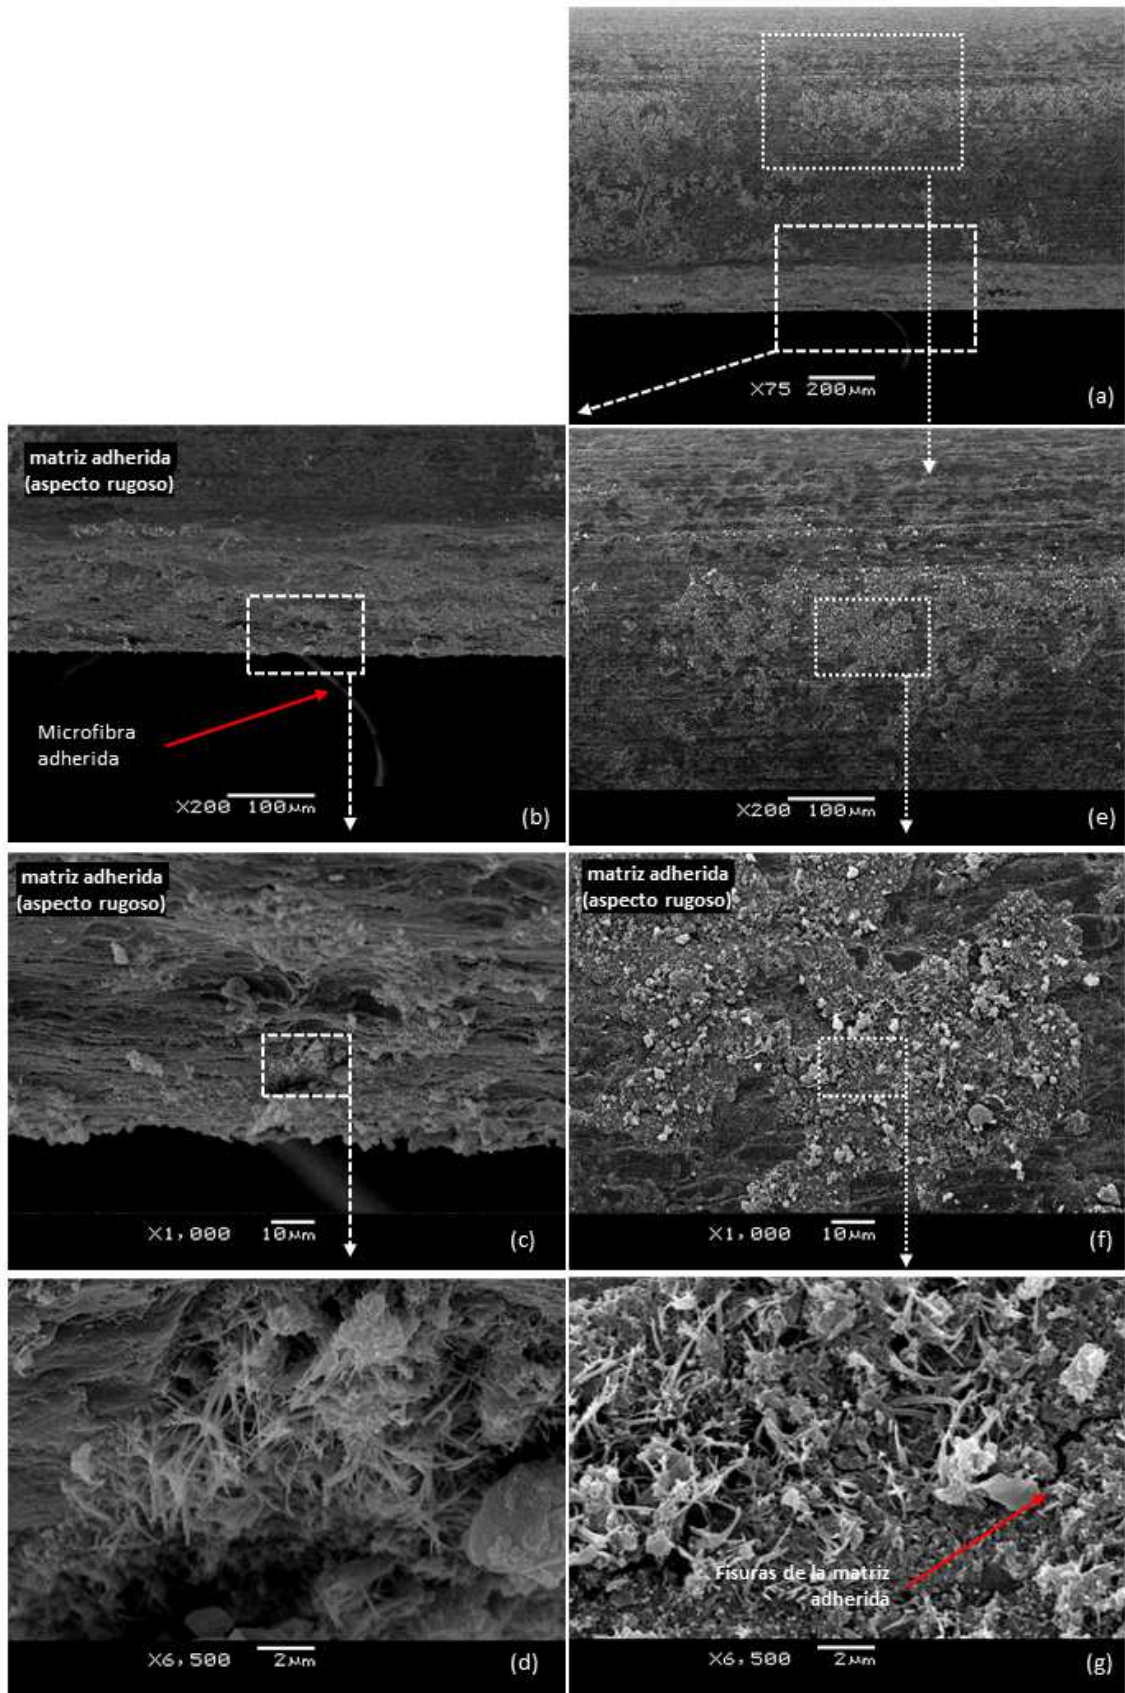 X75 200µm
(a)
matriz adherida
(aspecto rugoso)
Microfibra
adherida
X200 100µm
(b)
X200 100µm
(e)
matriz adherida
(aspecto rugoso)
X1,000 10µm
(c)
matriz adherida
(aspecto rugoso)
X1,000 10µm
(f)
X6,500 2µm
(d)
Fisuras de la matriz
adherida
X6,500 2µm
(g)